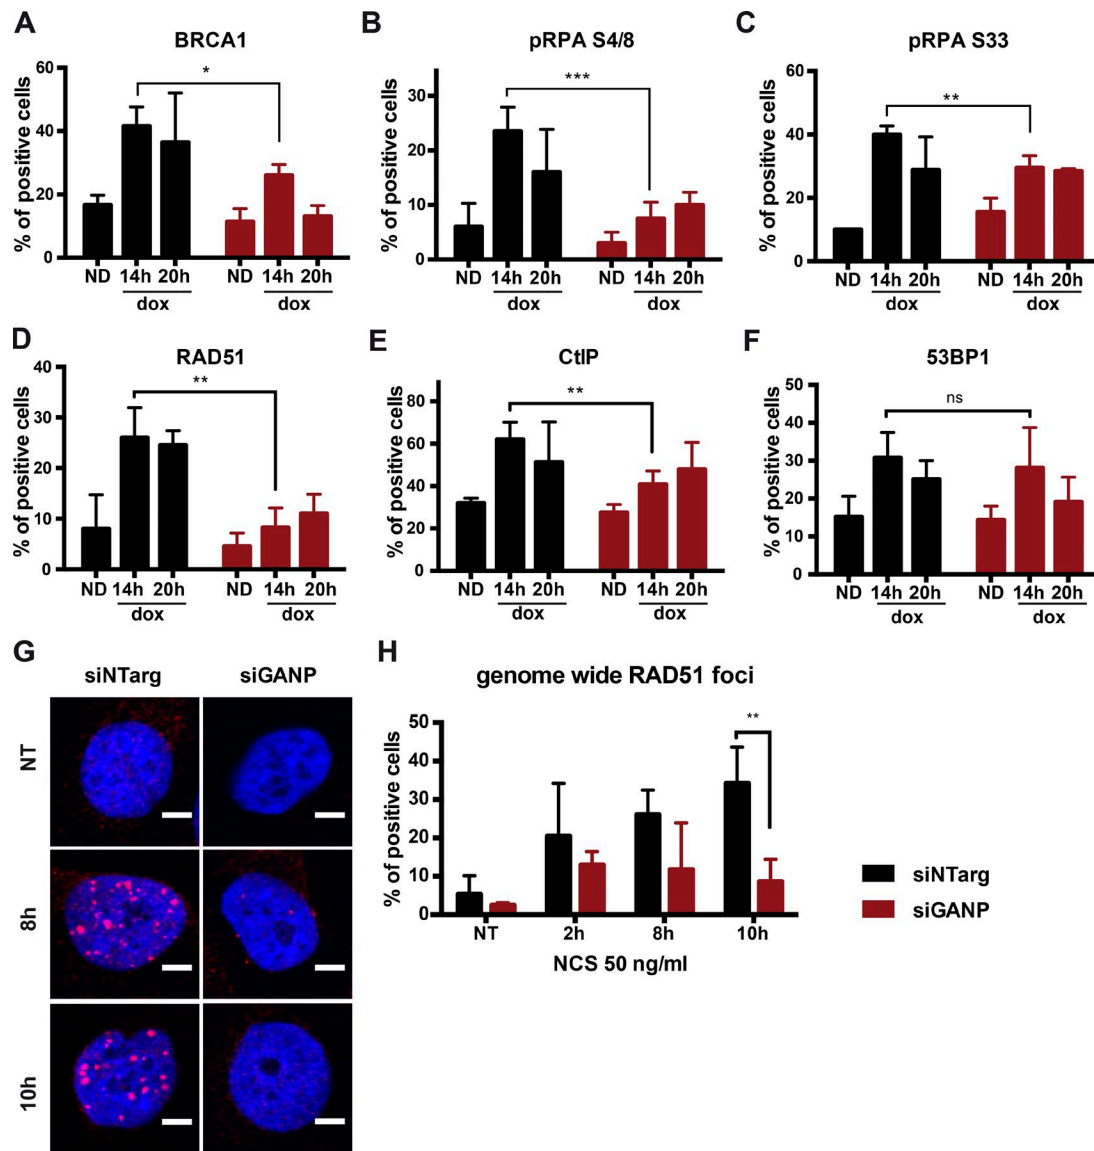 A
BRCA1
% of positive cells
60
40
20
0
*
ND 14h 20h ND 14h 20h
dox dox
B
pRPA S4/8
% of positive cells
30
20
10
0
***
ND 14h 20h ND 14h 20h
dox dox
C
pRPA S33
% of positive cells
60
40
20
0
**
ND 14h 20h ND 14h 20h
dox dox
D
RAD51
% of positive cells
40
30
20
10
0
**
ND 14h 20h ND 14h 20h
dox dox
E
CtIP
% of positive cells
80
60
40
20
0
**
ND 14h 20h ND 14h 20h
dox dox
F
53BP1
% of positive cells
50
40
30
20
10
0
ns
ND 14h 20h ND 14h 20h
dox dox
G
siNTarg siGANP
NT
8h
10h
H
genome wide RAD51 foci
% of positive cells
50
40
30
20
10
0
**
NT 2h 8h 10h
NCS 50 ng/ml
siNTarg
siGANP